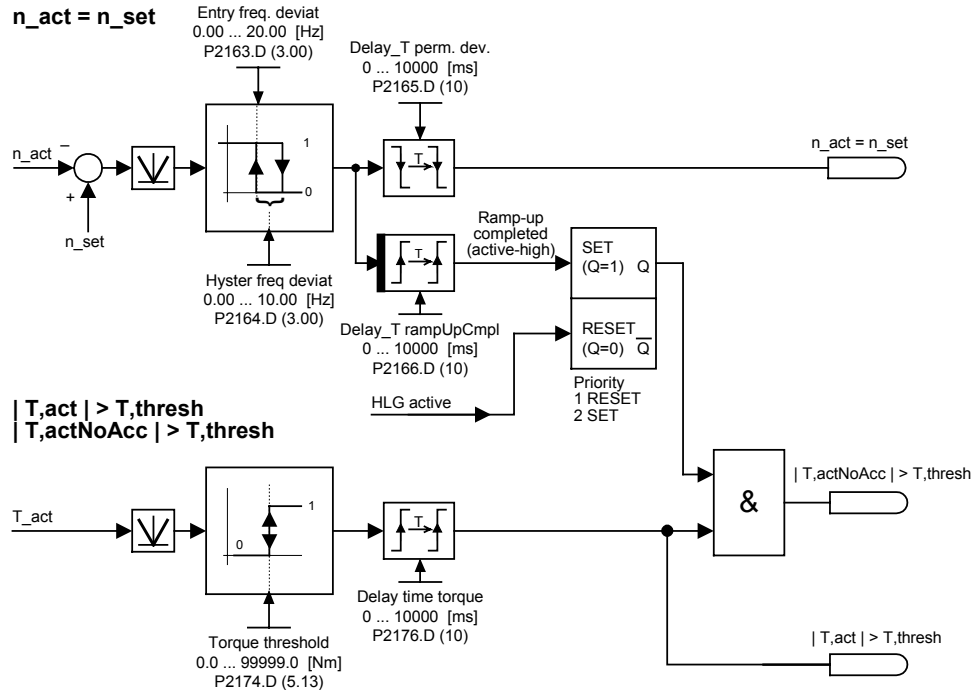 n_act = n_set
Entry freq. deviat
0.00 ... 20.00 [Hz]
P2163.D (3.00)
Delay_T perm. dev.
0 ... 10000 [ms]
P2165.D (10)
n_act
–
+
n_set
1
0
T
n_act = n_set
Hyster freq deviat
0.00 ... 10.00 [Hz]
P2164.D (3.00)
T
Delay_T rampUpCmpl
0 ... 10000 [ms]
P2166.D (10)
Ramp-up
completed
(active-high)
SET
(Q=1) Q
RESET
(Q=0) Q
Priority
1 RESET
2 SET
HLG active
| T,act | > T,thresh
| T,actNoAcc | > T,thresh
T_act
0
1
T
Torque threshold
0.0 ... 99999.0 [Nm]
P2174.D (5.13)
Delay time torque
0 ... 10000 [ms]
P2176.D (10)
&
| T,actNoAcc | > T,thresh
| T,act | > T,thresh